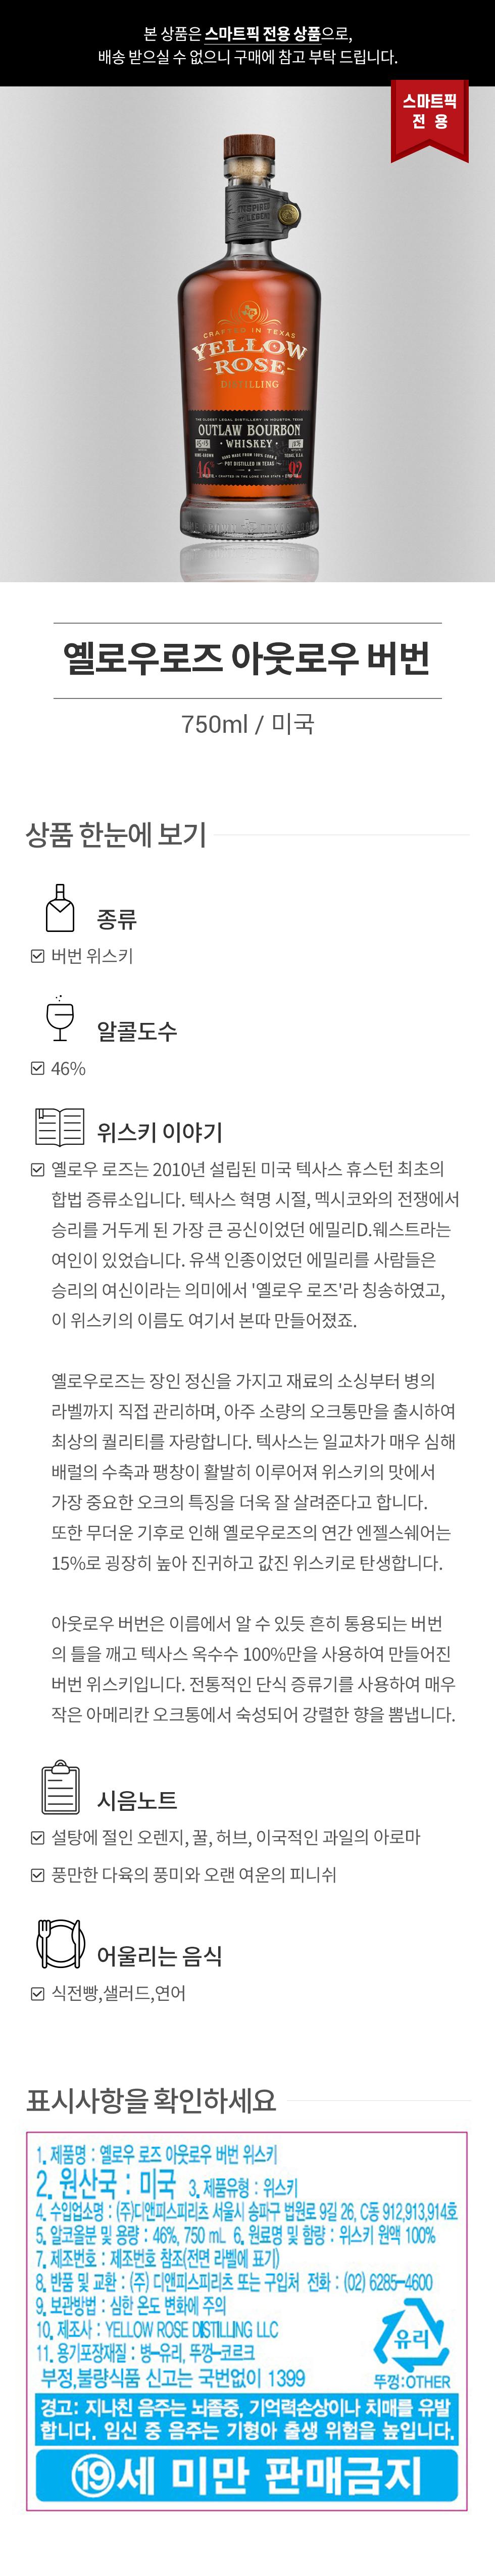 본 상품은 스마트픽 전용 상품으로,
배송 받으실 수 없으니 구매에 참고 부탁 드립니다.
스마트픽
전 용
INSPIRED
LEGEND
CRAFTED IN TEXAS
YELLOW
ROSE
DISTILLING
THE OLDEST LEGAL DISTILLERY IN HOUSTON, TEXAS
OUTLAW BOURBON
WHISKEY
HAND MADE FROM 100% CORN
POT DISTILLED IN TEXAS
46
92
CRAFTED IN THE LONE STAR STATE
옐로우로즈 아웃로우 버번
750ml / 미국
상품 한눈에 보기
종류
버번 위스키
알콜도수
46%
위스키 이야기
옐로우 로즈는 2010년 설립된 미국 텍사스 휴스턴 최초의
합법 증류소입니다. 텍사스 혁명 시절, 멕시코와의 전쟁에서
승리를 거두게 된 가장 큰 공신이었던 에밀리D.웨스트라는
여인이 있었습니다. 유색 인종이었던 에밀리를 사람들은
승리의 여신이라는 의미에서 '옐로우 로즈'라 칭송하였고,
이 위스키의 이름도 여기서 본따 만들어졌죠.
옐로우로즈는 장인 정신을 가지고 재료의 소싱부터 병의
라벨까지 직접 관리하며, 아주 소량의 오크통만을 출시하여
최상의 퀄리티를 자랑합니다. 텍사스는 일교차가 매우 심해
배럴의 수축과 팽창이 활발히 이루어져 위스키의 맛에서
가장 중요한 오크의 특징을 더욱 잘 살려준다고 합니다.
또한 무더운 기후로 인해 옐로우로즈의 연간 엔젤스쉐어는
15%로 굉장히 높아 진귀하고 값진 위스키로 탄생합니다.
아웃로우 버번은 이름에서 알 수 있듯 흔히 통용되는 버번
의 틀을 깨고 텍사스 옥수수 100%만을 사용하여 만들어진
버번 위스키입니다. 전통적인 단식 증류기를 사용하여 매우
작은 아메리칸 오크통에서 숙성되어 강렬한 향을 뽐냅니다.
시음노트
설탕에 절인 오렌지, 꿀, 허브, 이국적인 과일의 아로마
풍만한 다육의 풍미와 오랜 여운의 피니쉬
어울리는 음식
식전빵,샐러드,연어
표시사항을 확인하세요
1. 제품명 : 옐로우 로즈 아웃로우 버번 위스키
2. 원산국 : 미국 3. 제품유형 : 위스키
4. 수입업소명 : (주)디앤피스피리츠 서울시 송파구 법원로 9길 26, C동 912,913,914호
5. 알코올분 및 용량 : 46%, 750 mL 6. 원료명 및 함량 : 위스키 원액 100%
7. 제조번호 : 제조번호 참조(전면 라벨에 표기)
8. 반품 및 교환 : (주) 디앤피스피리츠 또는 구입처 전화 : (02) 6285-4600
9. 보관방법 : 심한 온도 변화에 주의
10. 제조사 : YELLOW ROSE DISTILLING LLC
11. 용기포장재질 : 병-유리, 뚜껑-코르크
유리
부정,불량식품 신고는 국번없이 1399
뚜껑:OTHER
경고: 지나친 음주는 뇌졸중, 기억력손상이나 치매를 유발
합니다. 임신 중 음주는 기형아 출생 위험을 높입니다.
⑲세 미만 판매금지